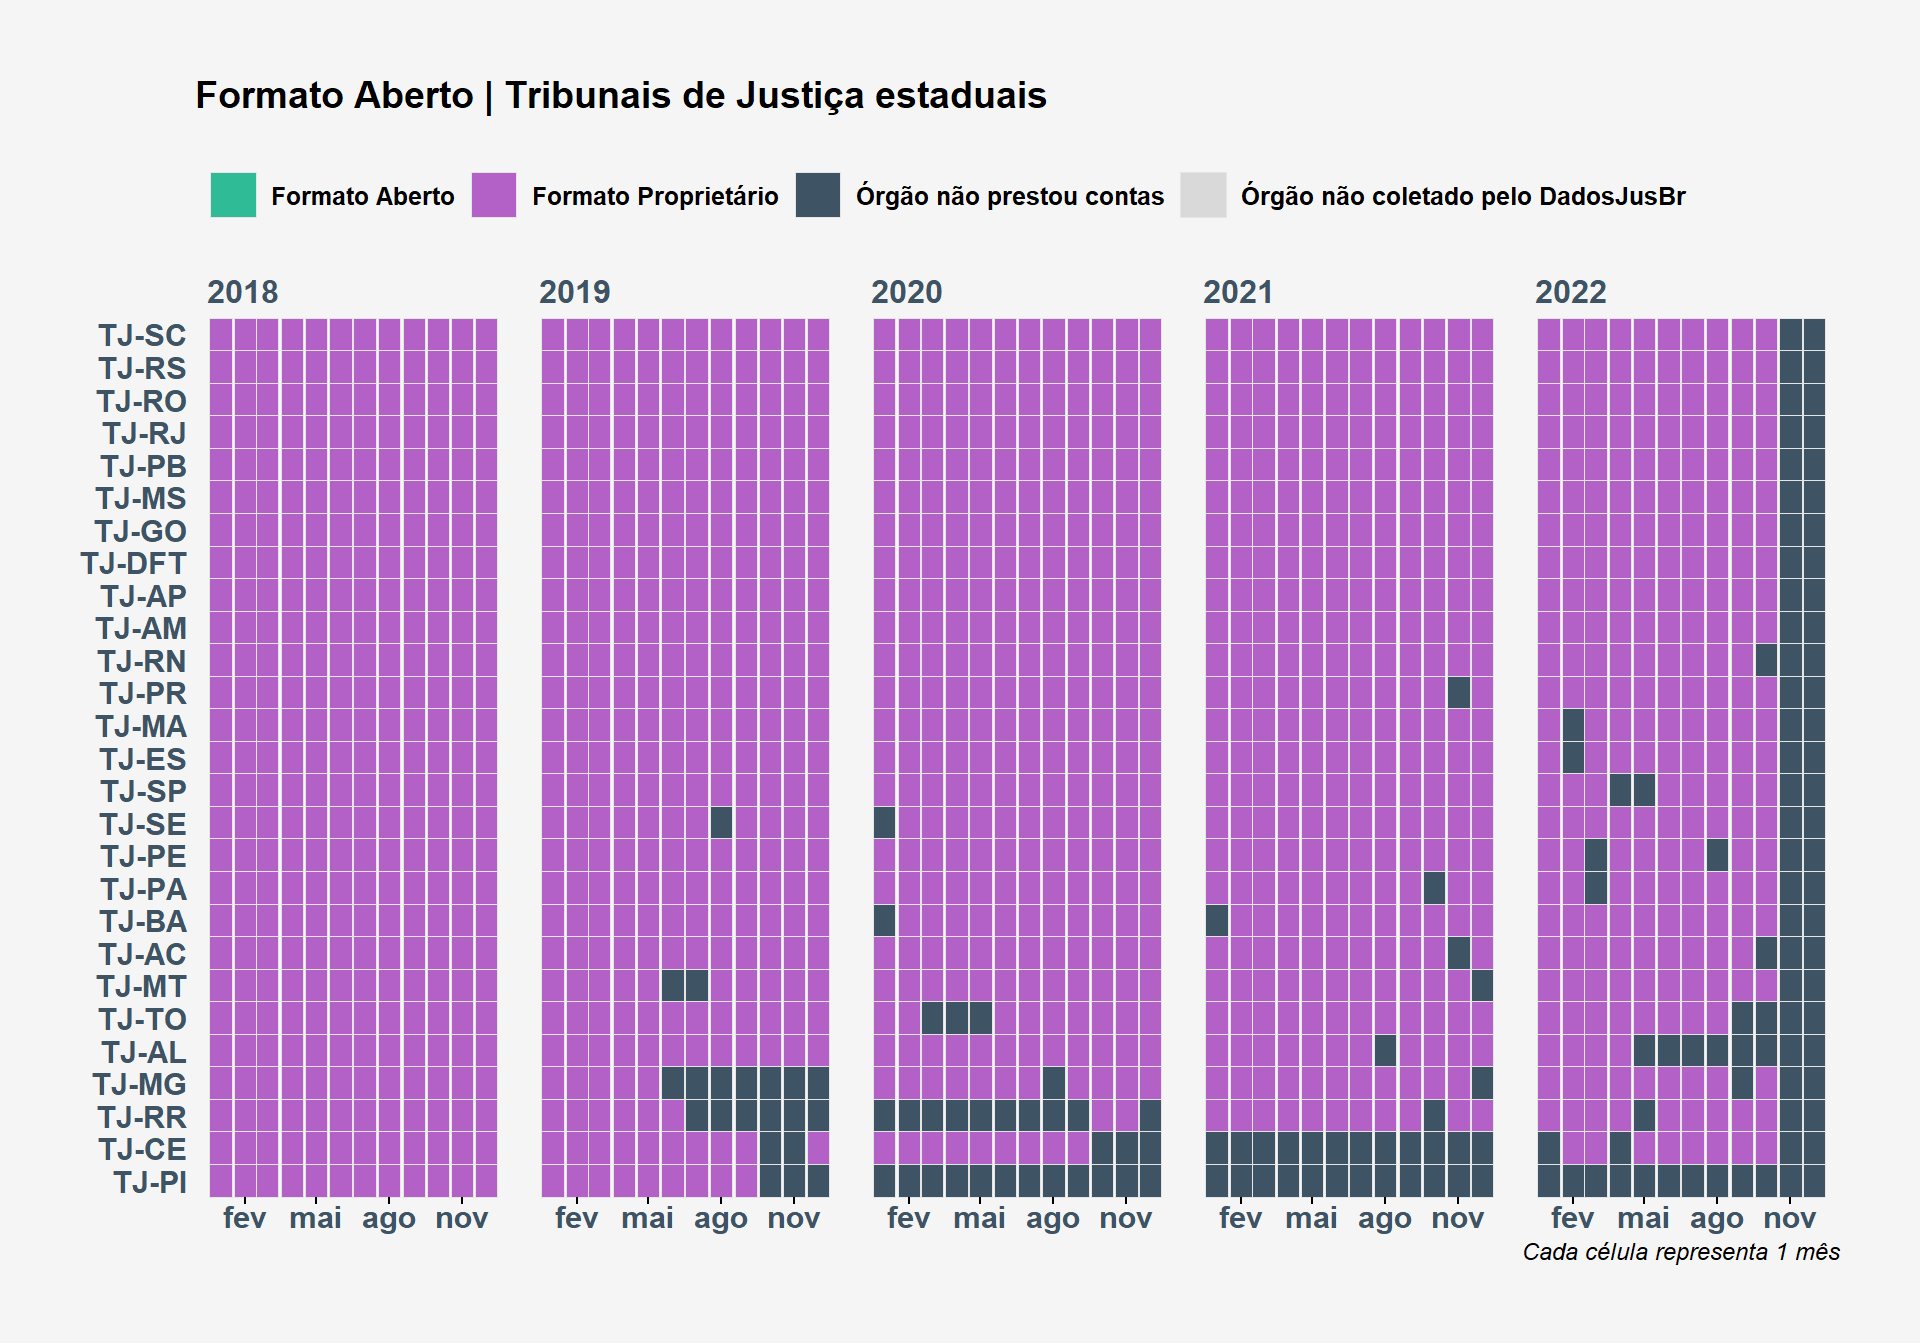 Formato Aberto | Tribunais de Justiça estaduais
Formato Aberto Formato Proprietário Órgão não prestou contas Órgão não coletado pelo DadosJusBr
2018 2019 2020 2021 2022
TJ-SC
TJ-RS
TJ-RO
TJ-RJ
TJ-PB
TJ-MS
TJ-GO
TJ-DFT
TJ-AP
TJ-AM
TJ-RN
TJ-PR
TJ-MA
TJ-ES
TJ-SP
TJ-SE
TJ-PE
TJ-PA
TJ-BA
TJ-AC
TJ-MT
TJ-TO
TJ-AL
TJ-MG
TJ-RR
TJ-CE
TJ-PI
fev mai ago nov fev mai ago nov fev mai ago nov fev mai ago nov fev mai ago nov
Cada célula representa 1 mês